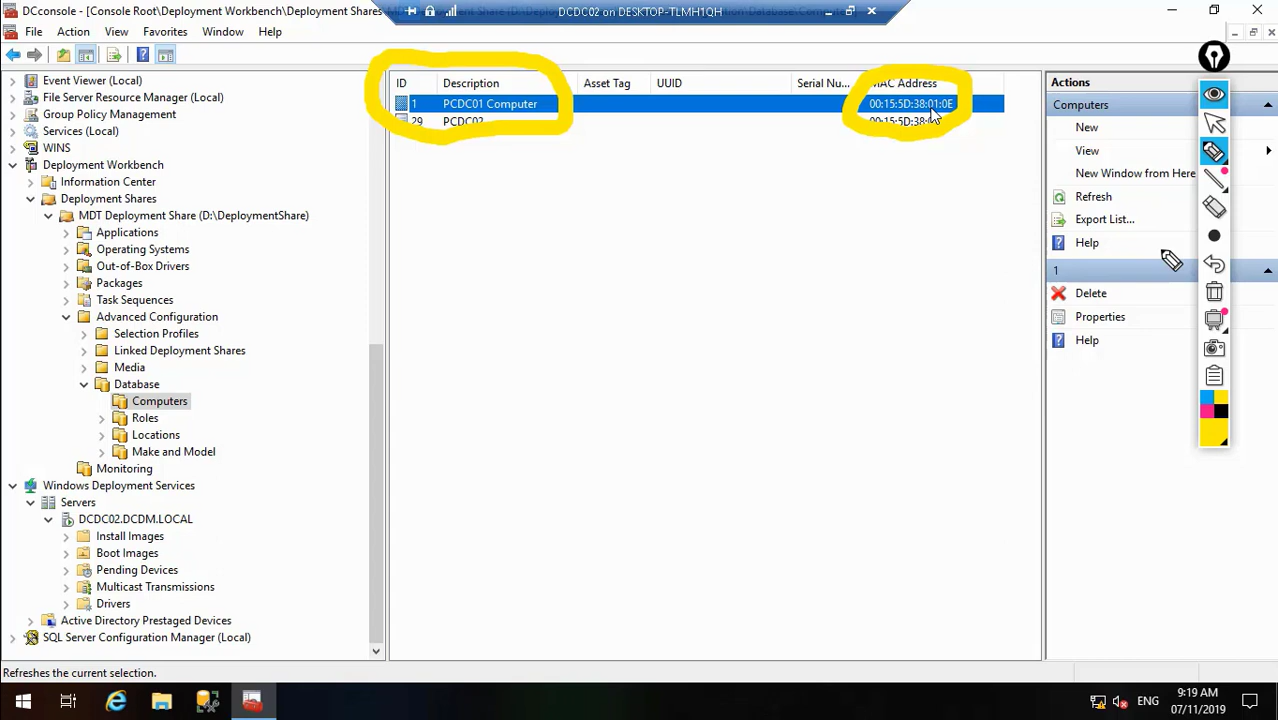 DCconsole - [Console Root\Deployment Workbench\Deployment Shares
DCDC02 on DESKTOP-TLMH1QH
File Action View Favorites Window Help
Event Viewer (Local)
File Server Resource Manager (Local)
Group Policy Management
Services (Local)
WINS
Deployment Workbench
Information Center
Deployment Shares
MDT Deployment Share (D:\DeploymentShare)
Applications
Operating Systems
Out-of-Box Drivers
Packages
Task Sequences
Advanced Configuration
Selection Profiles
Linked Deployment Shares
Media
Database
Computers
Roles
Locations
Make and Model
Monitoring
Windows Deployment Services
Servers
DCDC02.DCDM.LOCAL
Install Images
Boot Images
Pending Devices
Multicast Transmissions
Drivers
Active Directory Prestaged Devices
SQL Server Configuration Manager (Local)
ID Description Asset Tag UUID Serial Nu... MAC Address
1 PCDC01 Computer 00:15:5D:38:01:0E
29 PCDC02
Actions
Computers
New
View
New Window from Here
Refresh
Export List...
Help
1
Delete
Properties
Help
Refreshes the current selection.
ENG
9:19 AM
07/11/2019